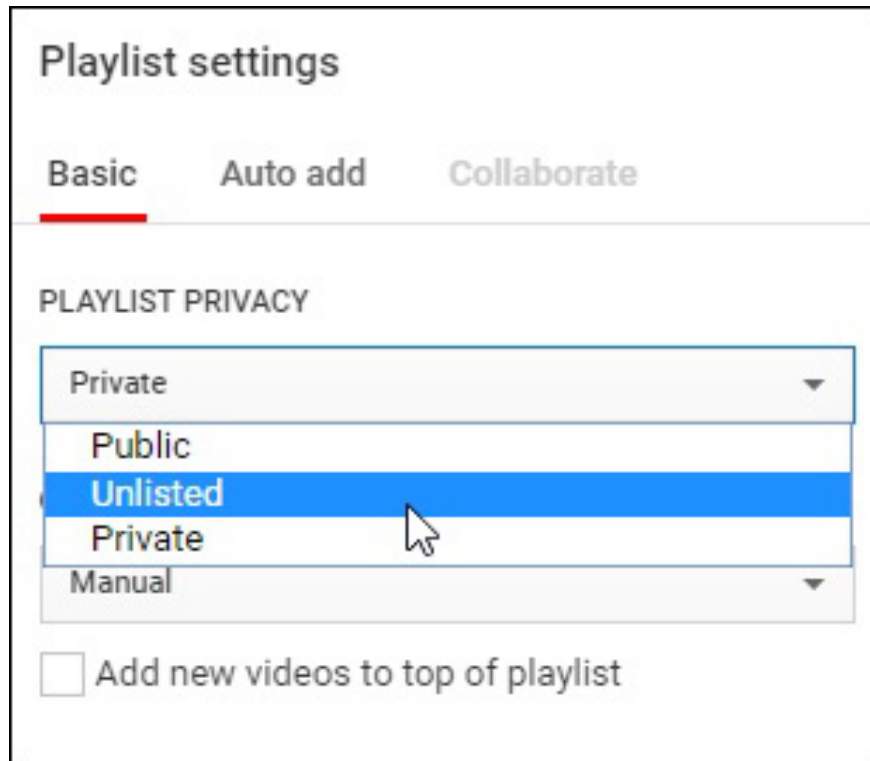 Playlist settings
Basic Auto add Collaborate
PLAYLIST PRIVACY
Private
Public
Unlisted
Private
Manual
Add new videos to top of playlist